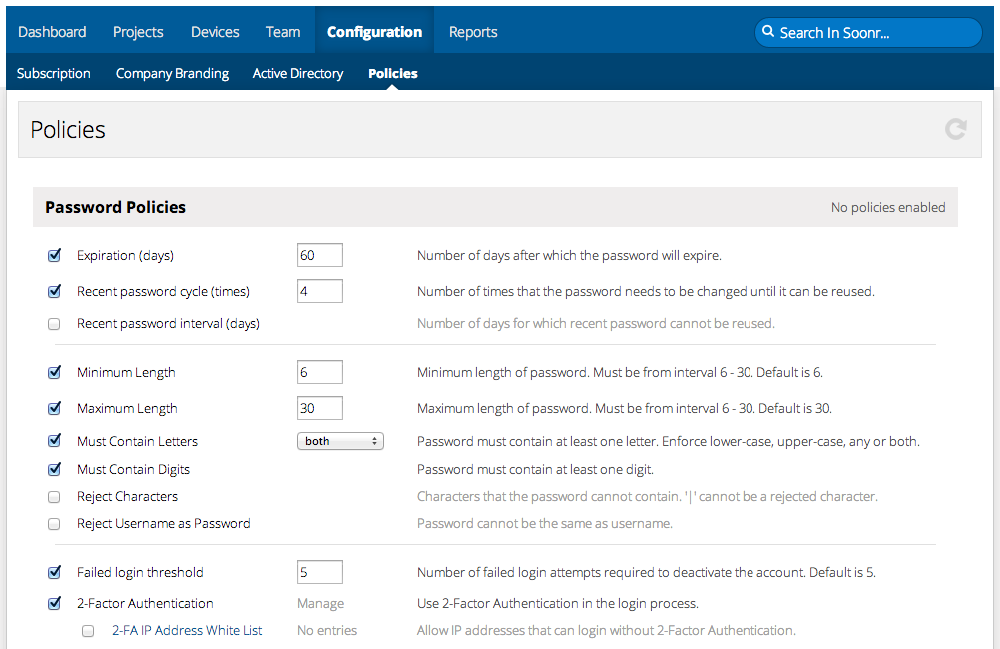 Dashboard Projects Devices Team Configuration Reports Search In Soonr...
Subscription Company Branding Active Directory Policies
Policies
Password Policies No policies enabled
Expiration (days) 60 Number of days after which the password will expire.
Recent password cycle (times) 4 Number of times that the password needs to be changed until it can be reused.
Recent password interval (days) Number of days for which recent password cannot be reused.
Minimum Length 6 Minimum length of password. Must be from interval 6 - 30. Default is 6.
Maximum Length 30 Maximum length of password. Must be from interval 6 - 30. Default is 30.
Must Contain Letters both Password must contain at least one letter. Enforce lower-case, upper-case, any or both.
Must Contain Digits Password must contain at least one digit.
Reject Characters Characters that the password cannot contain. '|' cannot be a rejected character.
Reject Username as Password Password cannot be the same as username.
Failed login threshold 5 Number of failed login attempts required to deactivate the account. Default is 5.
2-Factor Authentication Manage Use 2-Factor Authentication in the login process.
2-FA IP Address White List No entries Allow IP addresses that can login without 2-Factor Authentication.